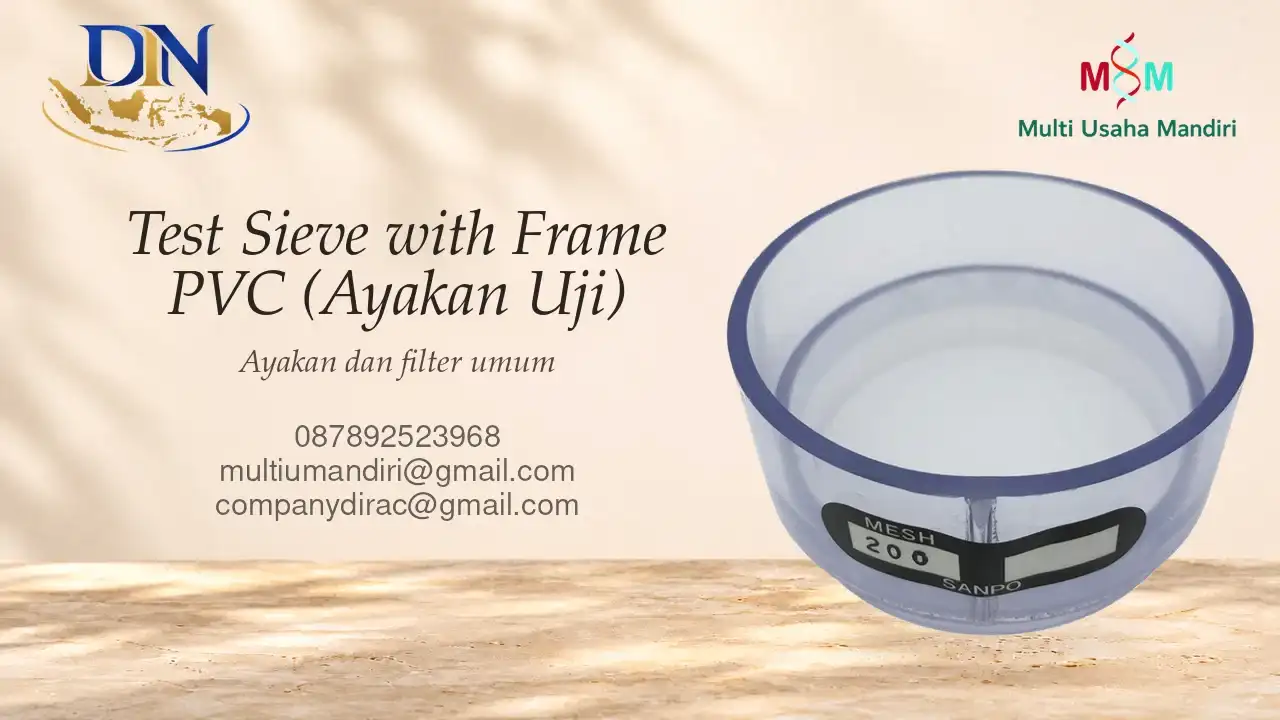 DN
MSM
Multi Usaha Mandiri
Test Sieve with Frame
PVC (Ayakan Uji)
Ayakan dan filter umum
087892523968
multiumandiri@gmail.com
companydirac@gmail.com
MESH
200
SANPO